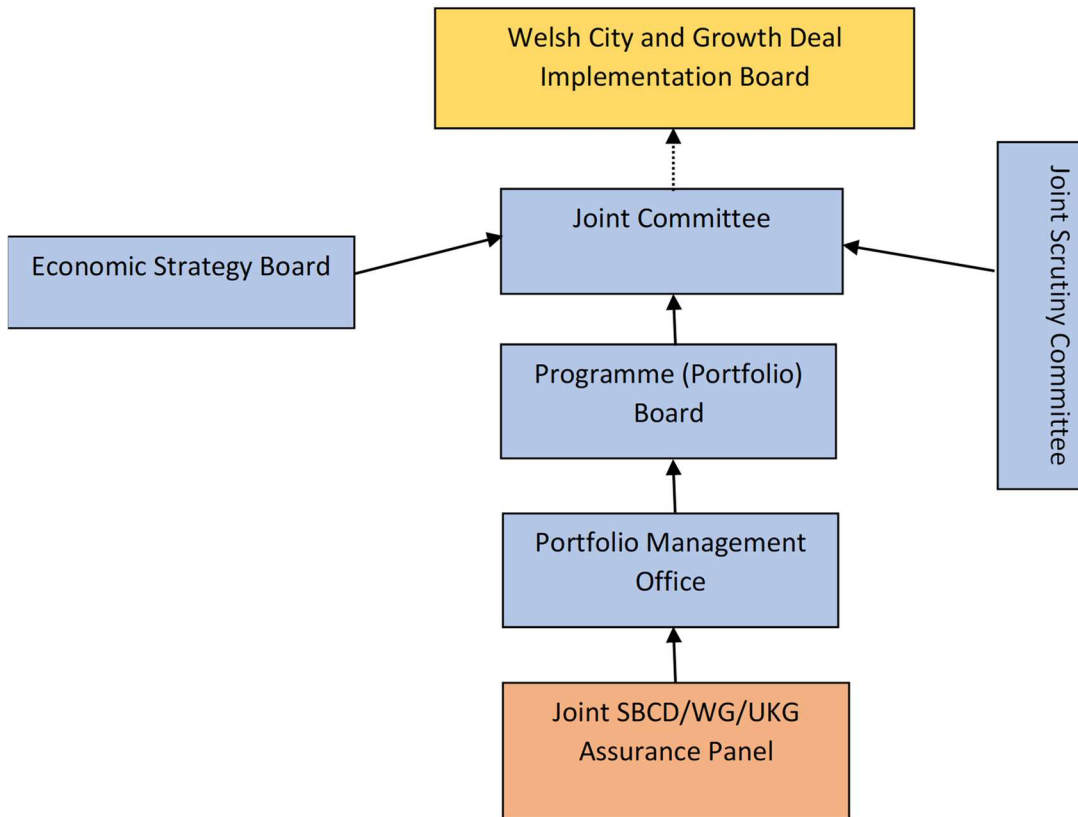 Welsh City and Growth Deal
Implementation Board
Joint Committee
Economic Strategy Board
Joint Scrutiny Committee
Programme (Portfolio)
Board
Portfolio Management
Office
Joint SBCD/WG/UKG
Assurance Panel